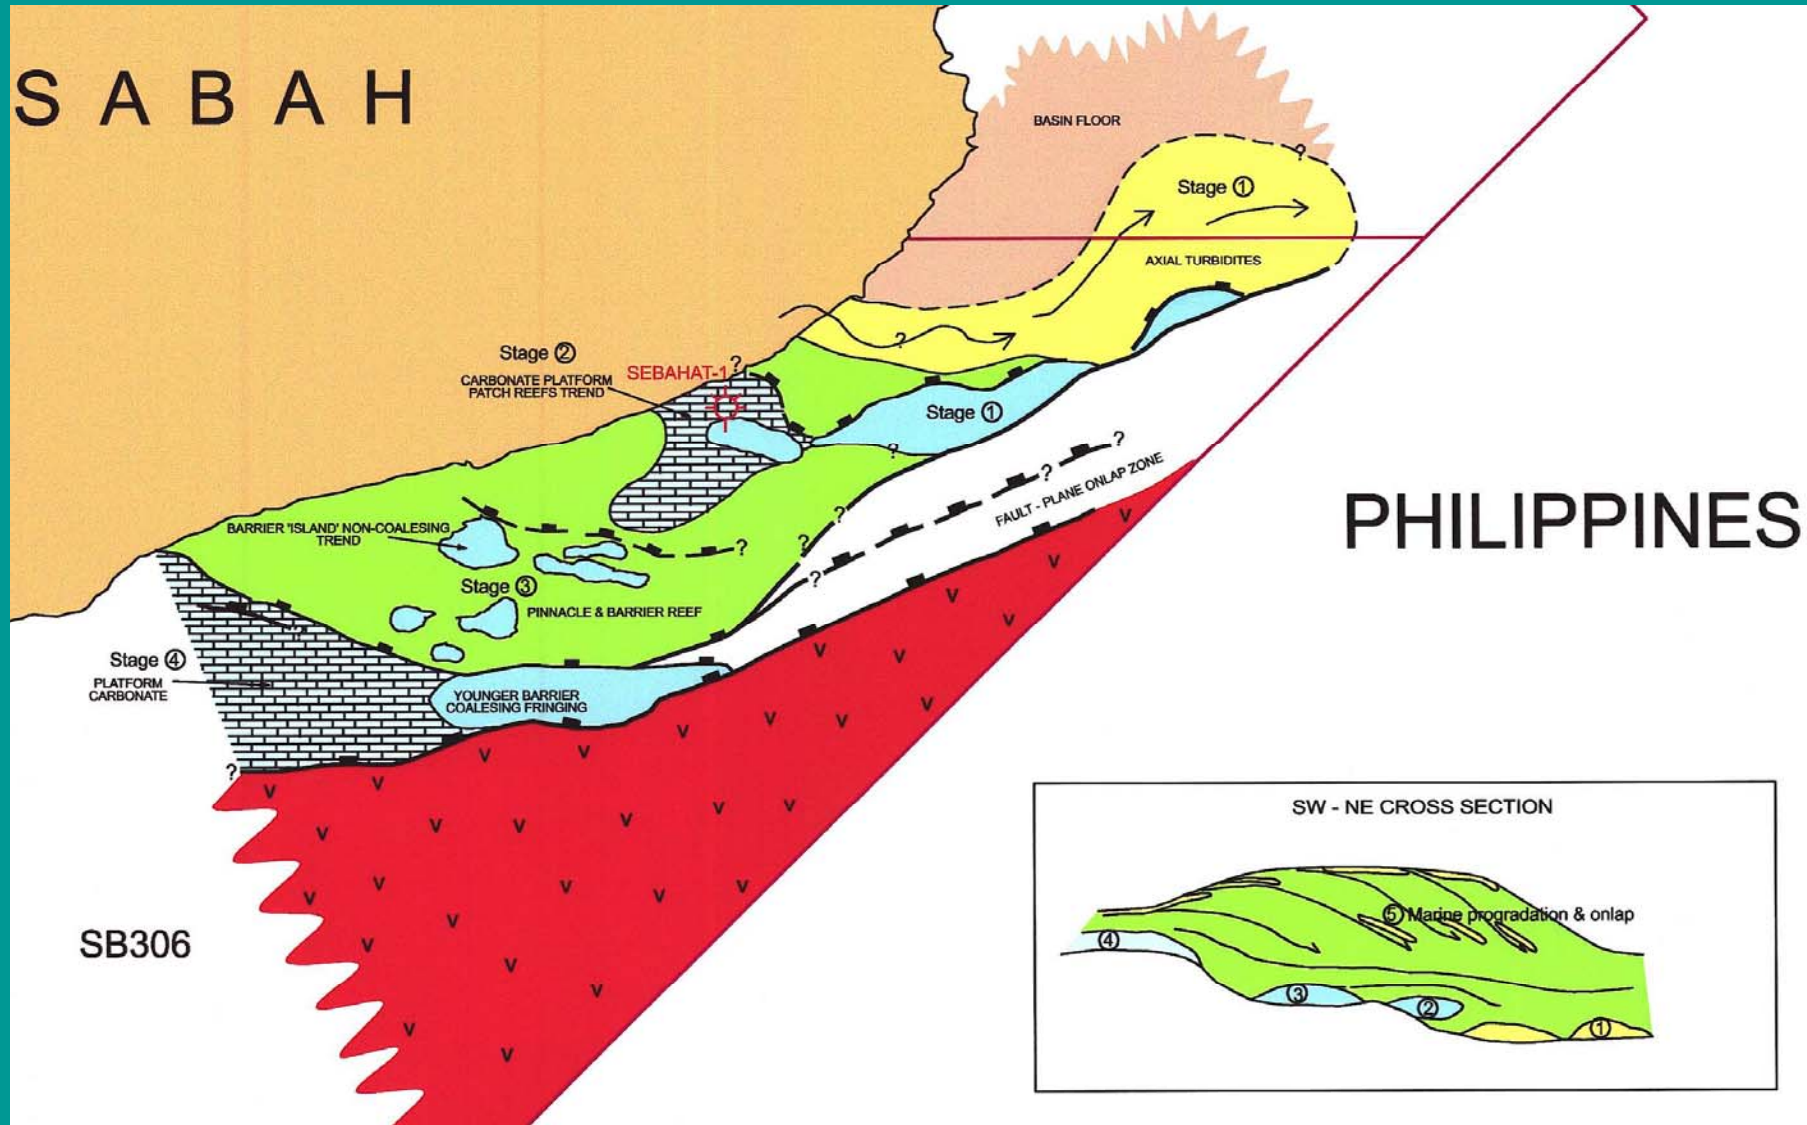 S A B A H
BASIN FLOOR
?
Stage ①
AXIAL TURBIDITES
?
Stage ②
CARBONATE PLATFORM
PATCH REEFS TREND
SEBAHAT-1
?
Stage ①
?
?
?
FAULT - PLANE ONLAP ZONE
PHILIPPINES
BARRIER 'ISLAND' NON-COALESING
TREND
?
?
?
?
Stage ③
PINNACLE & BARRIER REEF
Stage ④
PLATFORM
CARBONATE
YOUNGER BARRIER
COALESING FRINGING
?
SB306
SW - NE CROSS SECTION
⑤ Marine progradation & onlap
④
③
②
①